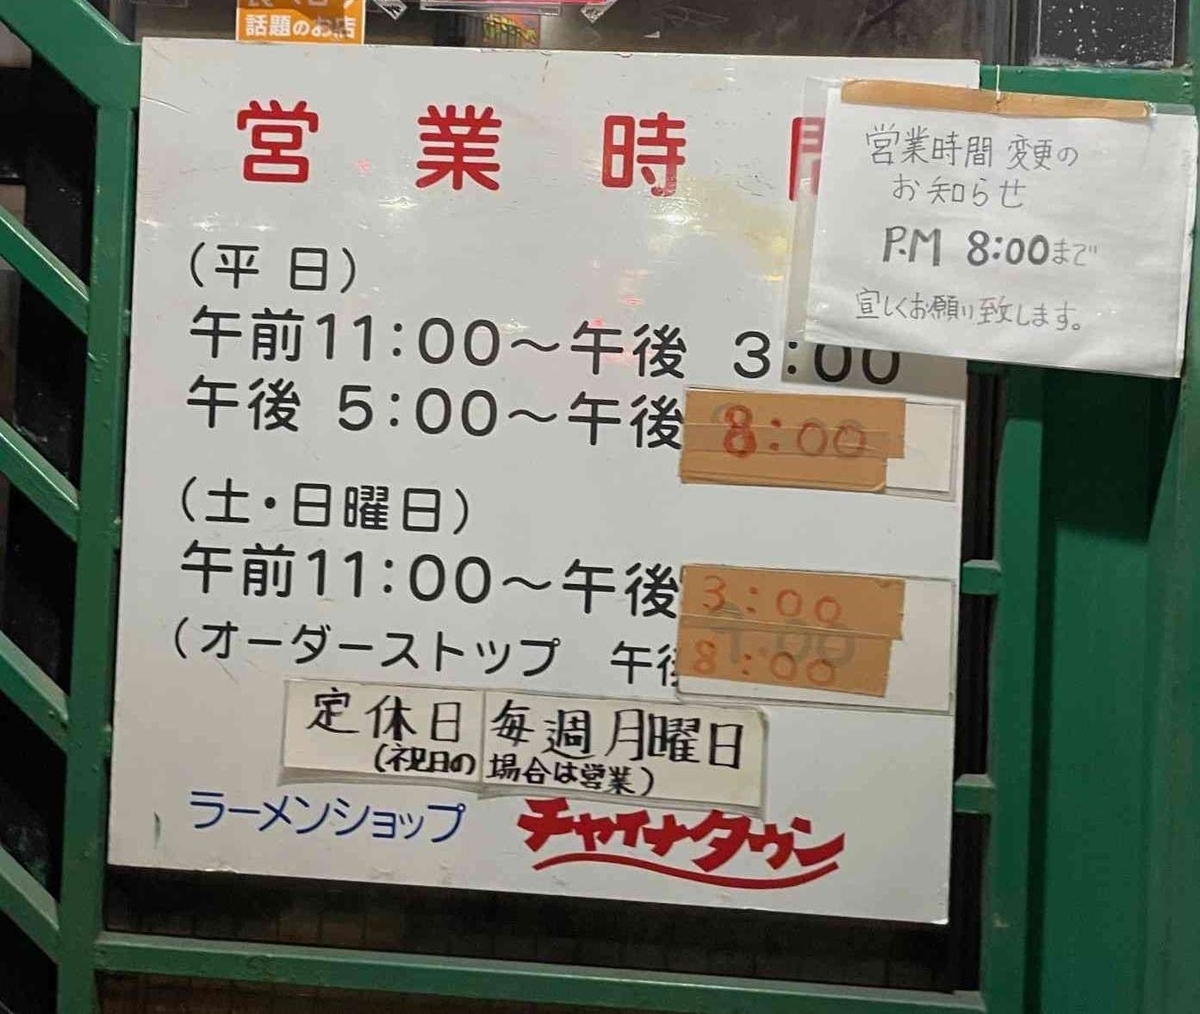 話題のお店
営業時間
営業時間変更の
お知らせ
P.M 8:00まで
宜しくお願い致します。
(平日)
午前11:00～午後 3:00
午後 5:00～午後 8:00
(土・日曜日)
午前11:00～午後 3:00
(オーダーストップ 午後 8:00
定休日 毎週月曜日
(祝日の場合は営業)
ラーメンショップ チャイナタウン